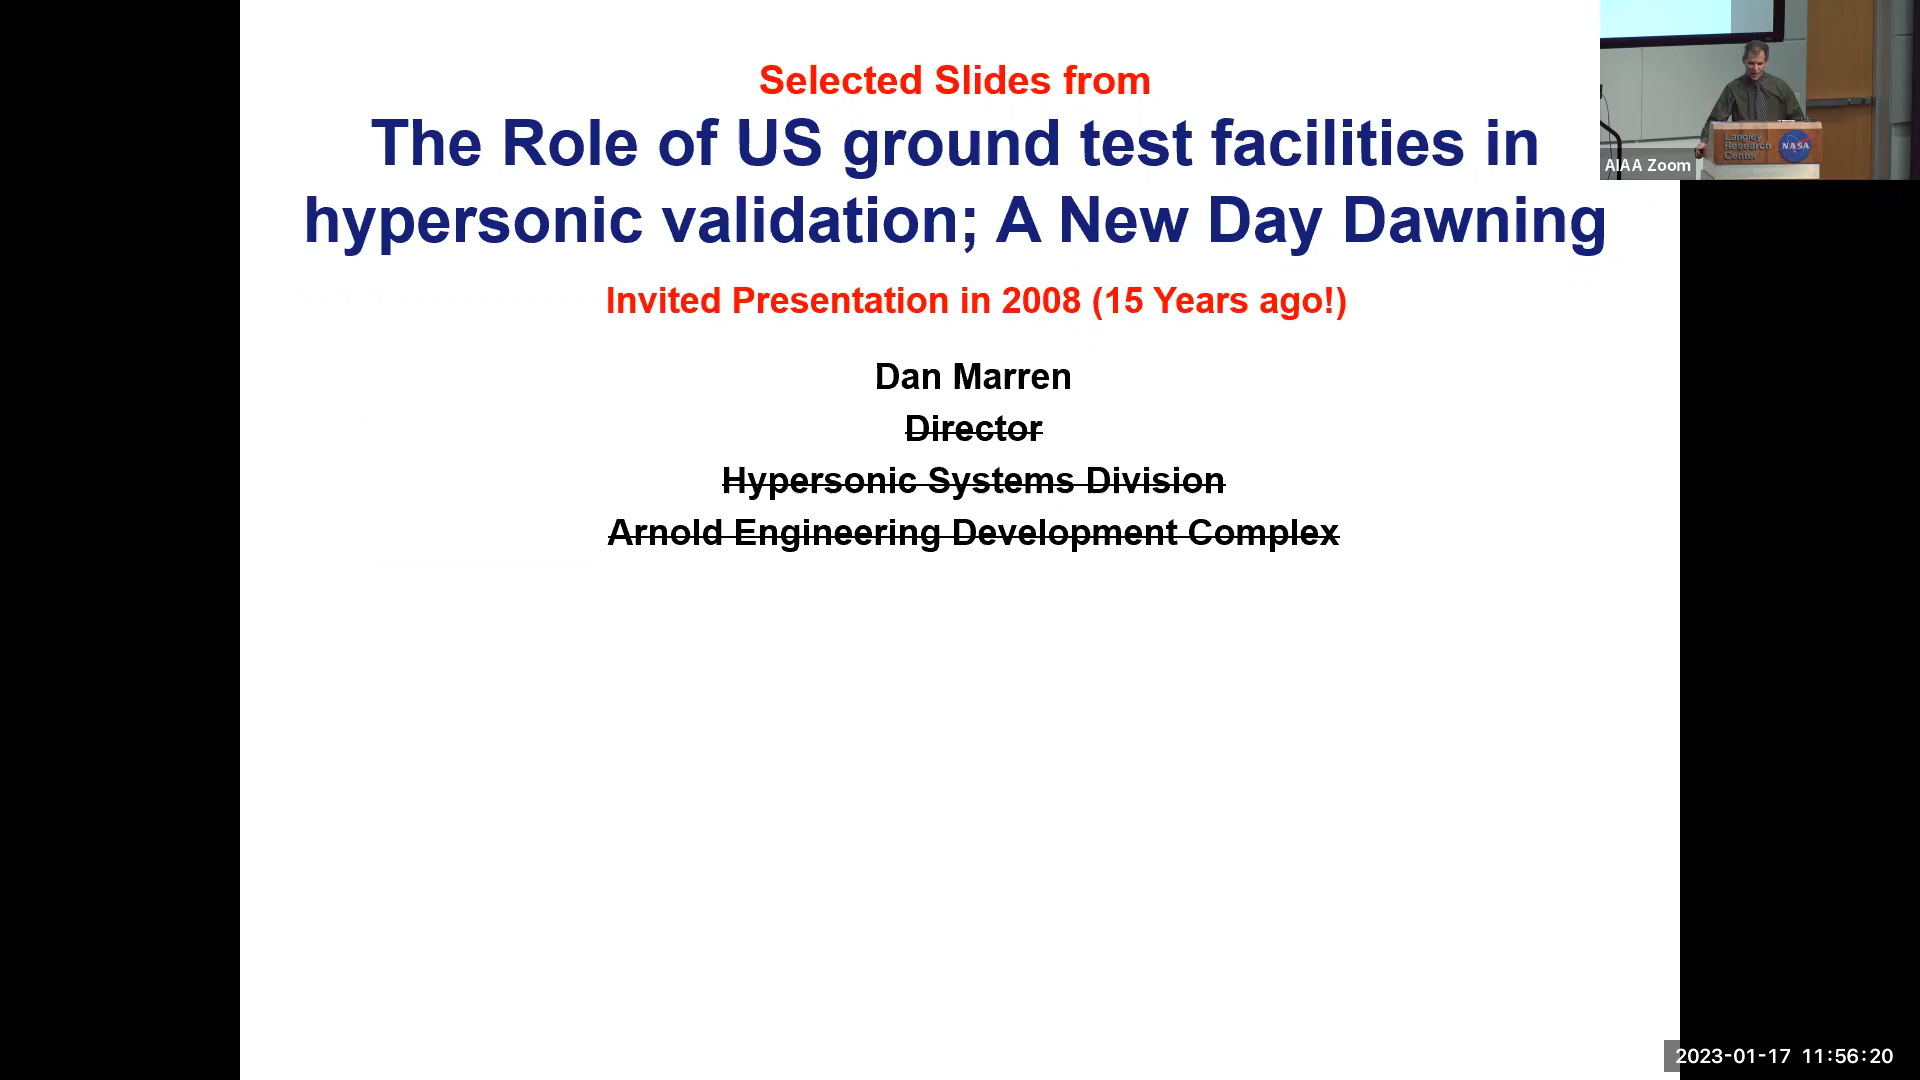 Selected Slides from
The Role of US ground test facilities in
hypersonic validation; A New Day Dawning
Invited Presentation in 2008 (15 Years ago!)
Dan Marren
Director
Hypersonic Systems Division
Arnold Engineering Development Complex
Langley
Research
Center
NASA
AIAA Zoom
2023-01-17 11:56:20